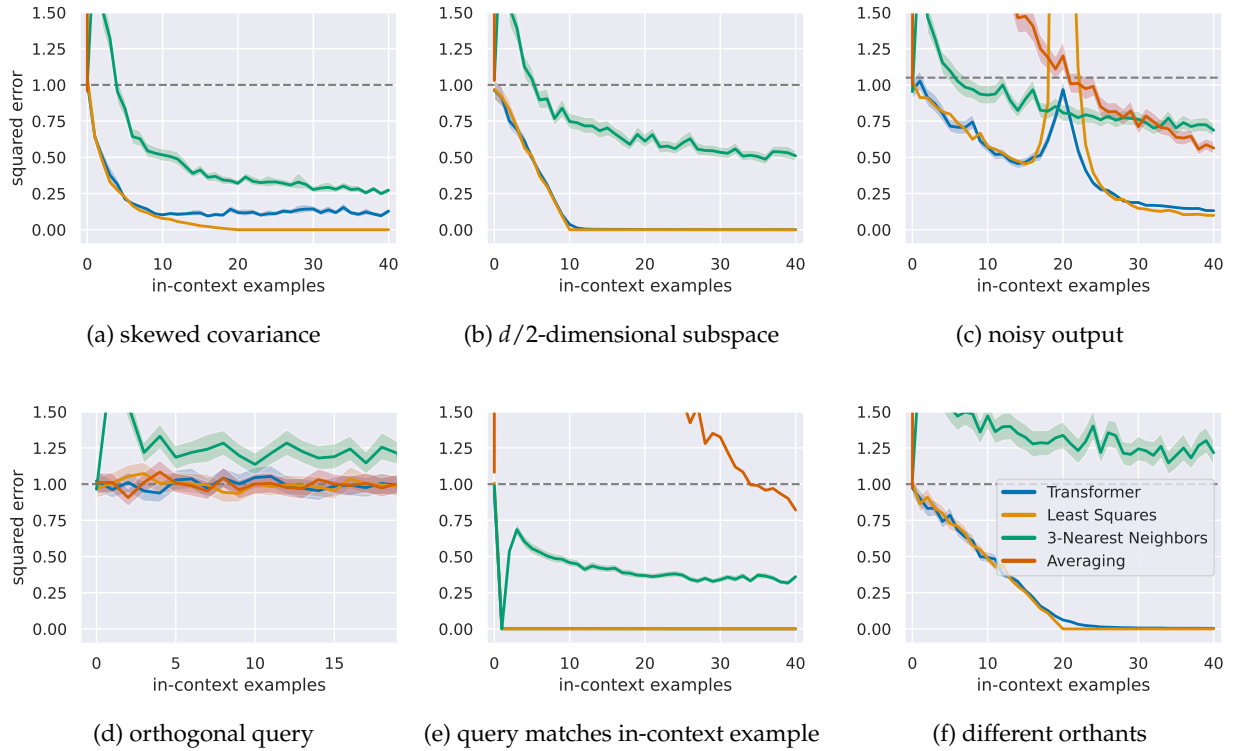 1.50
1.25
1.00
0.75
0.50
0.25
0.00
squared error
0 10 20 30 40
in-context examples
(a) skewed covariance
1.50
1.25
1.00
0.75
0.50
0.25
0.00
0 10 20 30 40
in-context examples
(b) d/2-dimensional subspace
1.50
1.25
1.00
0.75
0.50
0.25
0.00
0 10 20 30 40
in-context examples
(c) noisy output
1.50
1.25
1.00
0.75
0.50
0.25
0.00
squared error
0 5 10 15
in-context examples
(d) orthogonal query
1.50
1.25
1.00
0.75
0.50
0.25
0.00
0 10 20 30 40
in-context examples
(e) query matches in-context example
1.50
1.25
1.00
0.75
0.50
0.25
0.00
Transformer
Least Squares
3-Nearest Neighbors
Averaging
0 10 20 30 40
in-context examples
(f) different orthants